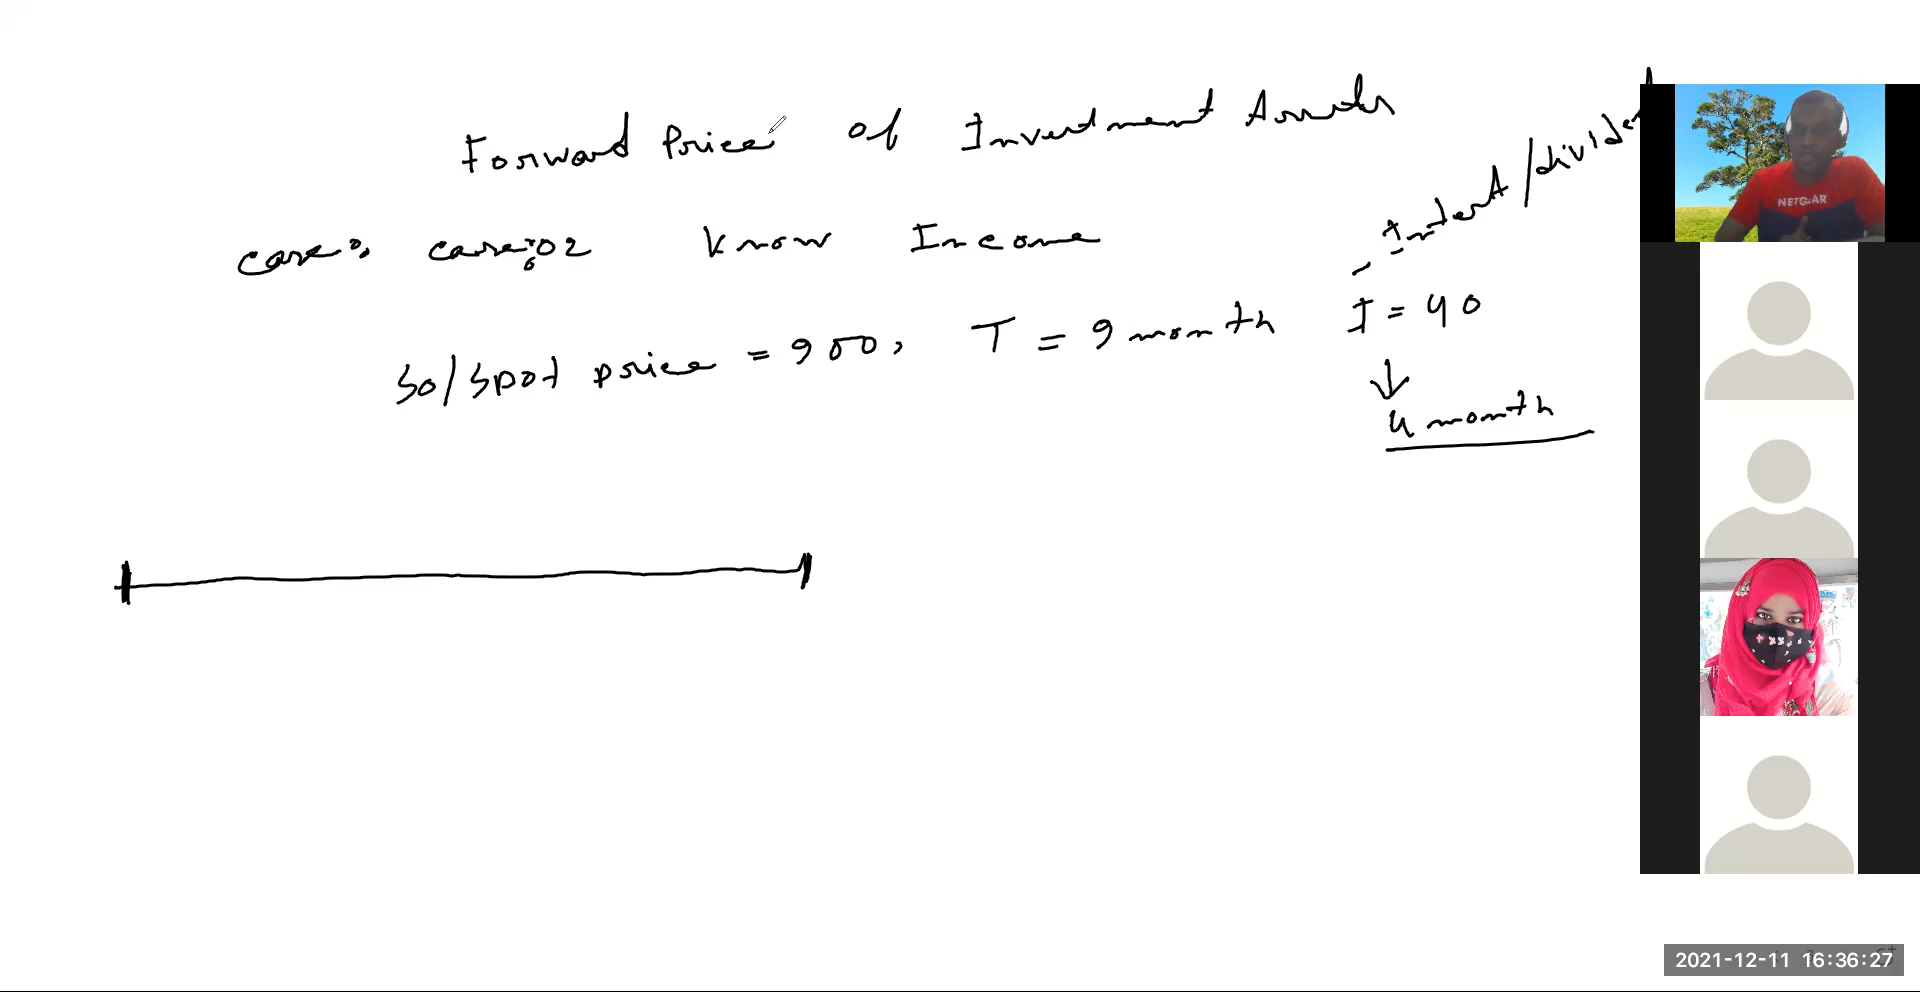 Forward Price of Investment Assets
case: case:02 Know Income
- Interest/dividen
So/spot price = 900, T = 9 month I = 40
↓
4 month
NETGEAR
2021-12-11 16:36:27